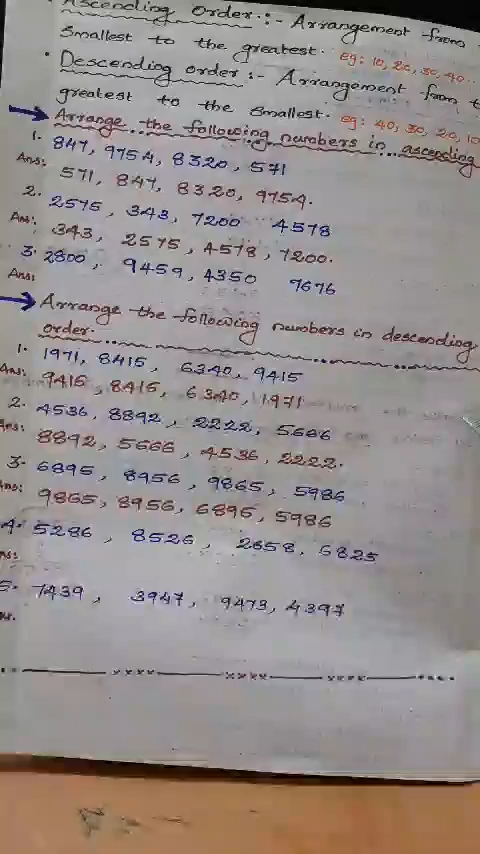 Ascending Order :- Arrangement from
smallest to the greatest. eg: 10, 20, 30, 40..
• Descending order :- Arrangement from
greatest to the smallest. eg: 40, 30, 20, 10
→ Arrange the following numbers in ascending
1. 847, 9754, 8320, 571
Ans: 571, 847, 8320, 9754.
2. 2575, 343, 7200 4578
Ans: 343, 2575, 4578, 7200.
3. 2800, 9459, 4350 7676
Ans:
→ Arrange the following numbers in descending
order.
1. 1971, 8415, 6340, 9415
Ans: 9415, 8415, 6340, 1971
2. 4536, 8892, 2222, 5666
Ans: 8892, 5666, 4536, 2222.
3. 6895, 8956, 9865, 5986
Ans: 9865, 8956, 6895, 5986
4. 5286, 8526, 2658, 5825
ns:
5. 7439, 3947, 9473, 4397